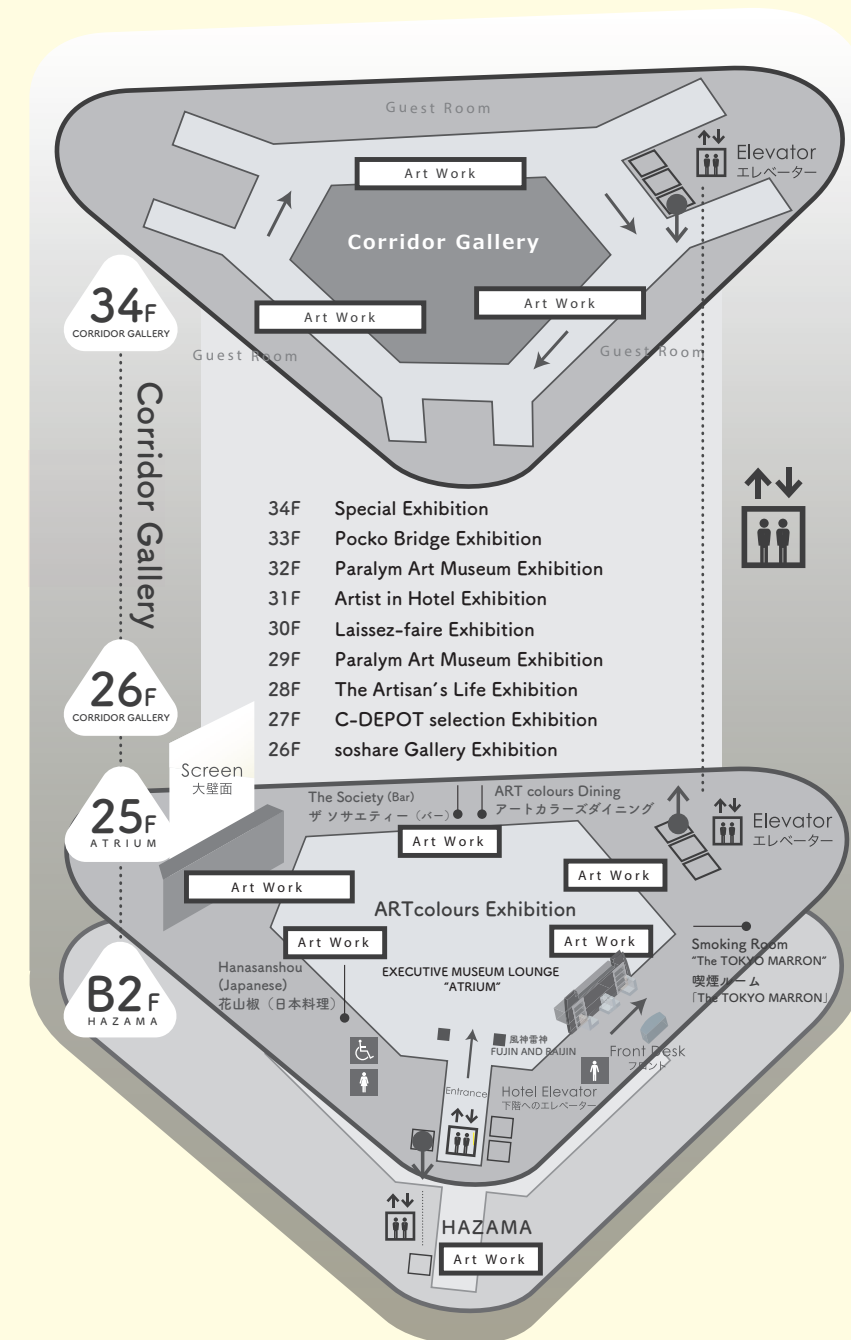 Guest Room
Elevator
エレベーター
Art Work
Corridor Gallery
Art Work
Art Work
34F
CORRIDOR GALLERY
Guest Room
Guest Room
Corridor Gallery
34F Special Exhibition
33F Pocko Bridge Exhibition
32F Paralym Art Museum Exhibition
31F Artist in Hotel Exhibition
30F Laissez-faire Exhibition
29F Paralym Art Museum Exhibition
28F The Artisan´s Life Exhibition
27F C-DEPOT selection Exhibition
26F soshare Gallery Exhibition
26F
CORRIDOR GALLERY
Screen
大壁面
25F
ATRIUM
The Society (Bar)
ザ ソサエティー（バー）
ART colours Dining
アートカラーズダイニング
Elevator
エレベーター
Art Work
Art Work
Art Work
ARTcolours Exhibition
Art Work
Art Work
Smoking Room
"The TOKYO MARRON"
喫煙ルーム
「The TOKYO MARRON」
Hanasanshou
(Japanese)
花山椒（日本料理）
EXECUTIVE MUSEUM LOUNGE
"ATRIUM"
B2F
HAZAMA
風神雷神
FUJIN AND RAIJIN
Front Desk
フロント
Entrance
Hotel Elevator
下階へのエレベーター
HAZAMA
Art Work